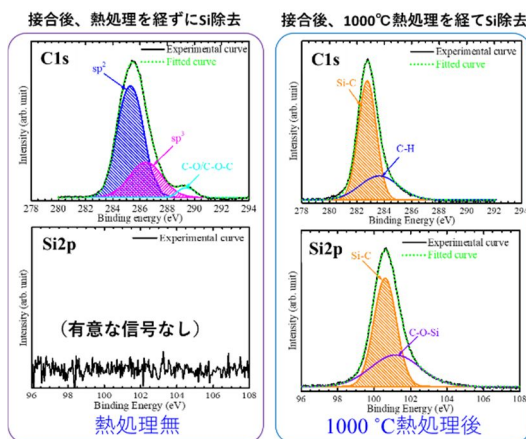 接合後、熱処理を経ずにSi除去
接合後、1000℃熱処理を経てSi除去
C1s
Experimental curve
Fitted curve
sp2
sp3
C-O/C-O-C
Intensity (arb. unit)
278 280 282 284 286 288 290 292 294
Binding energy (eV)
Si2p
Experimental curve
(有意な信号なし)
Intensity (arb. unit)
96 98 100 102 104 106 108
Binding Energy (eV)
熱処理無
C1s
Experimental curve
Fitted curve
Si-C
C-H
Intensity (arb. unit)
278 280 282 284 286 288 290 292 294
Binding energy (eV)
Si2p
Experimental curve
Fitted curve
Si-C
C-O-Si
Intensity (arb. unit)
96 98 100 102 104 106 108
Binding Energy (eV)
1000 ℃熱処理後